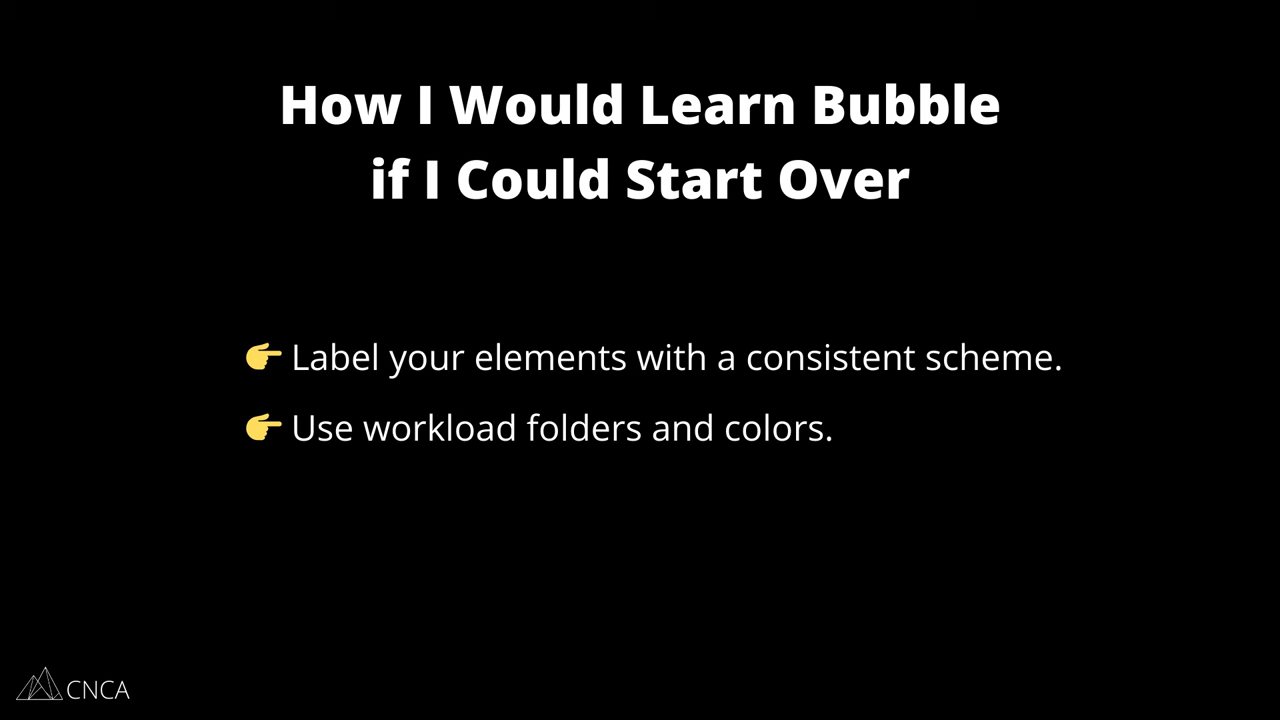 How I Would Learn Bubble
if I Could Start Over
👉 Label your elements with a consistent scheme.
👉 Use workload folders and colors.
CNCA